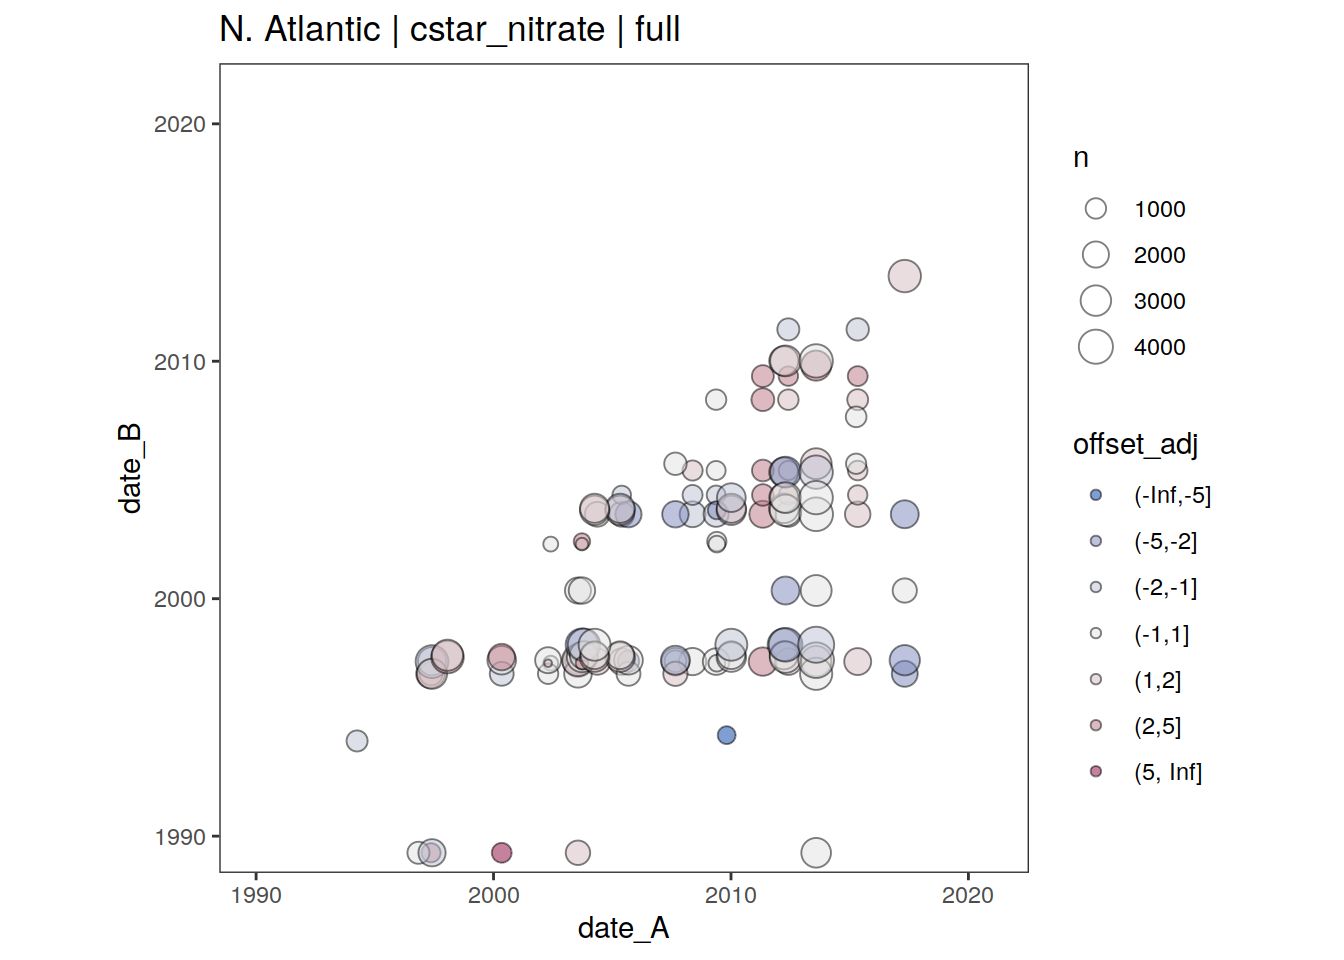 N. Atlantic | cstar_nitrate | full
2020
2010
2000
1990
date_B
1990
2000
2010
2020
date_A
n
1000
2000
3000
4000
offset_adj
(-Inf,-5]
(-5,-2]
(-2,-1]
(-1,1]
(1,2]
(2,5]
(5, Inf]